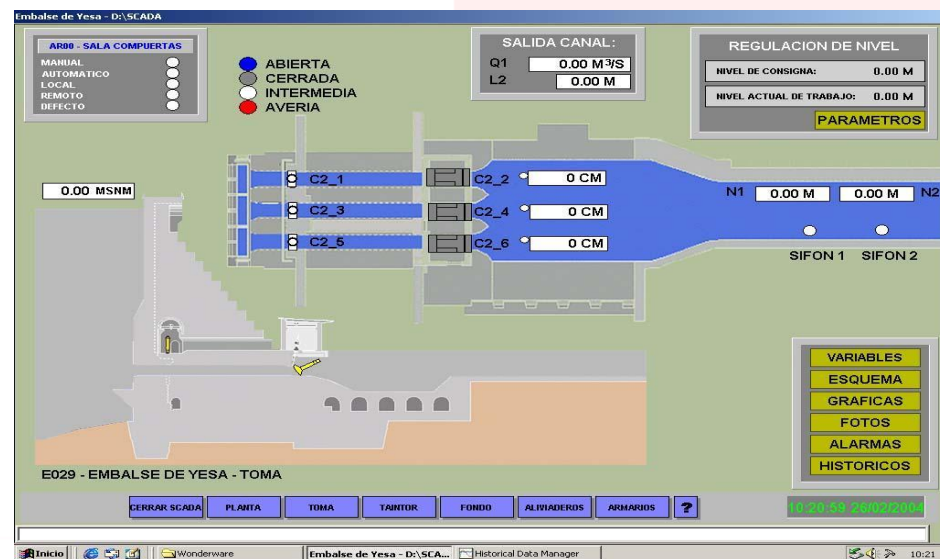 Embalse de Yesa - D:\SCADA
AR00 - SALA COMPUERTAS
MANUAL
AUTOMATICO
LOCAL
REMOTO
DEFECTO
ABIERTA
CERRADA
INTERMEDIA
AVERIA
SALIDA CANAL:
Q1 0.00 M³/S
L2 0.00 M
REGULACION DE NIVEL
NIVEL DE CONSIGNA: 0.00 M
NIVEL ACTUAL DE TRABAJO: 0.00 M
PARAMETROS
0.00 MSNM
C2_1 C2_2 0 CM
C2_3 C2_4 0 CM
C2_5 C2_6 0 CM
N1 0.00 M 0.00 M N2
SIFON 1 SIFON 2
VARIABLES
ESQUEMA
GRAFICAS
FOTOS
ALARMAS
HISTORICOS
E029 - EMBALSE DE YESA - TOMA
CERRAR SCADA PLANTA TOMA TAINTOR FONDO ALIVIADEROS ARMARIOS ?
10:20:59 26/02/2004
Inicio Wonderware Embalse de Yesa - D:\SCA... Historical Data Manager 10:21